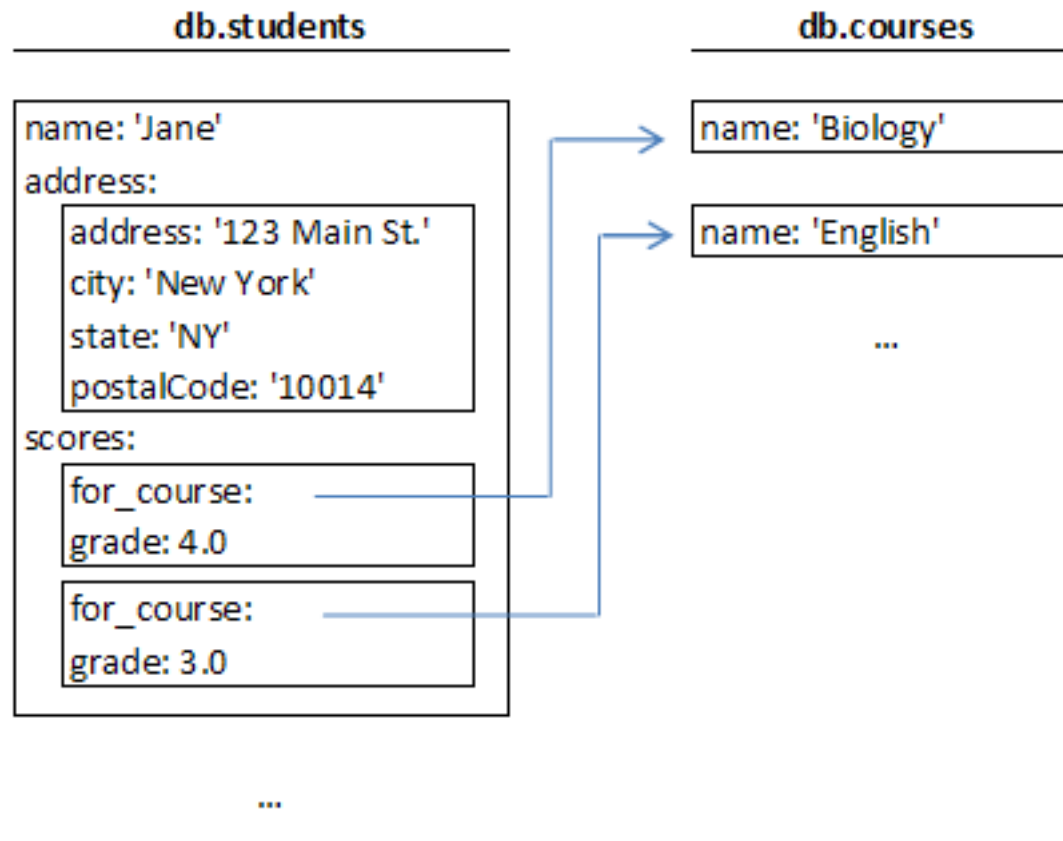 db.students
name: 'Jane'
address:
address: '123 Main St.'
city: 'New York'
state: 'NY'
postalCode: '10014'
scores:
for_course:
grade: 4.0
for_course:
grade: 3.0
...
db.courses
name: 'Biology'
name: 'English'
...